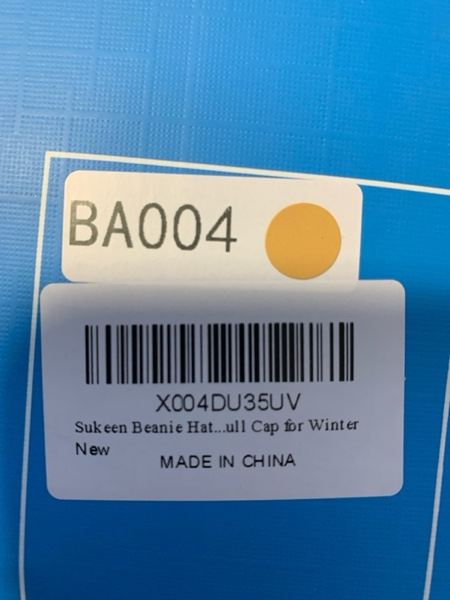 BA004
X004DU35UV
Sukeen Beanie Hat...ull Cap for Winter
New
MADE IN CHINA